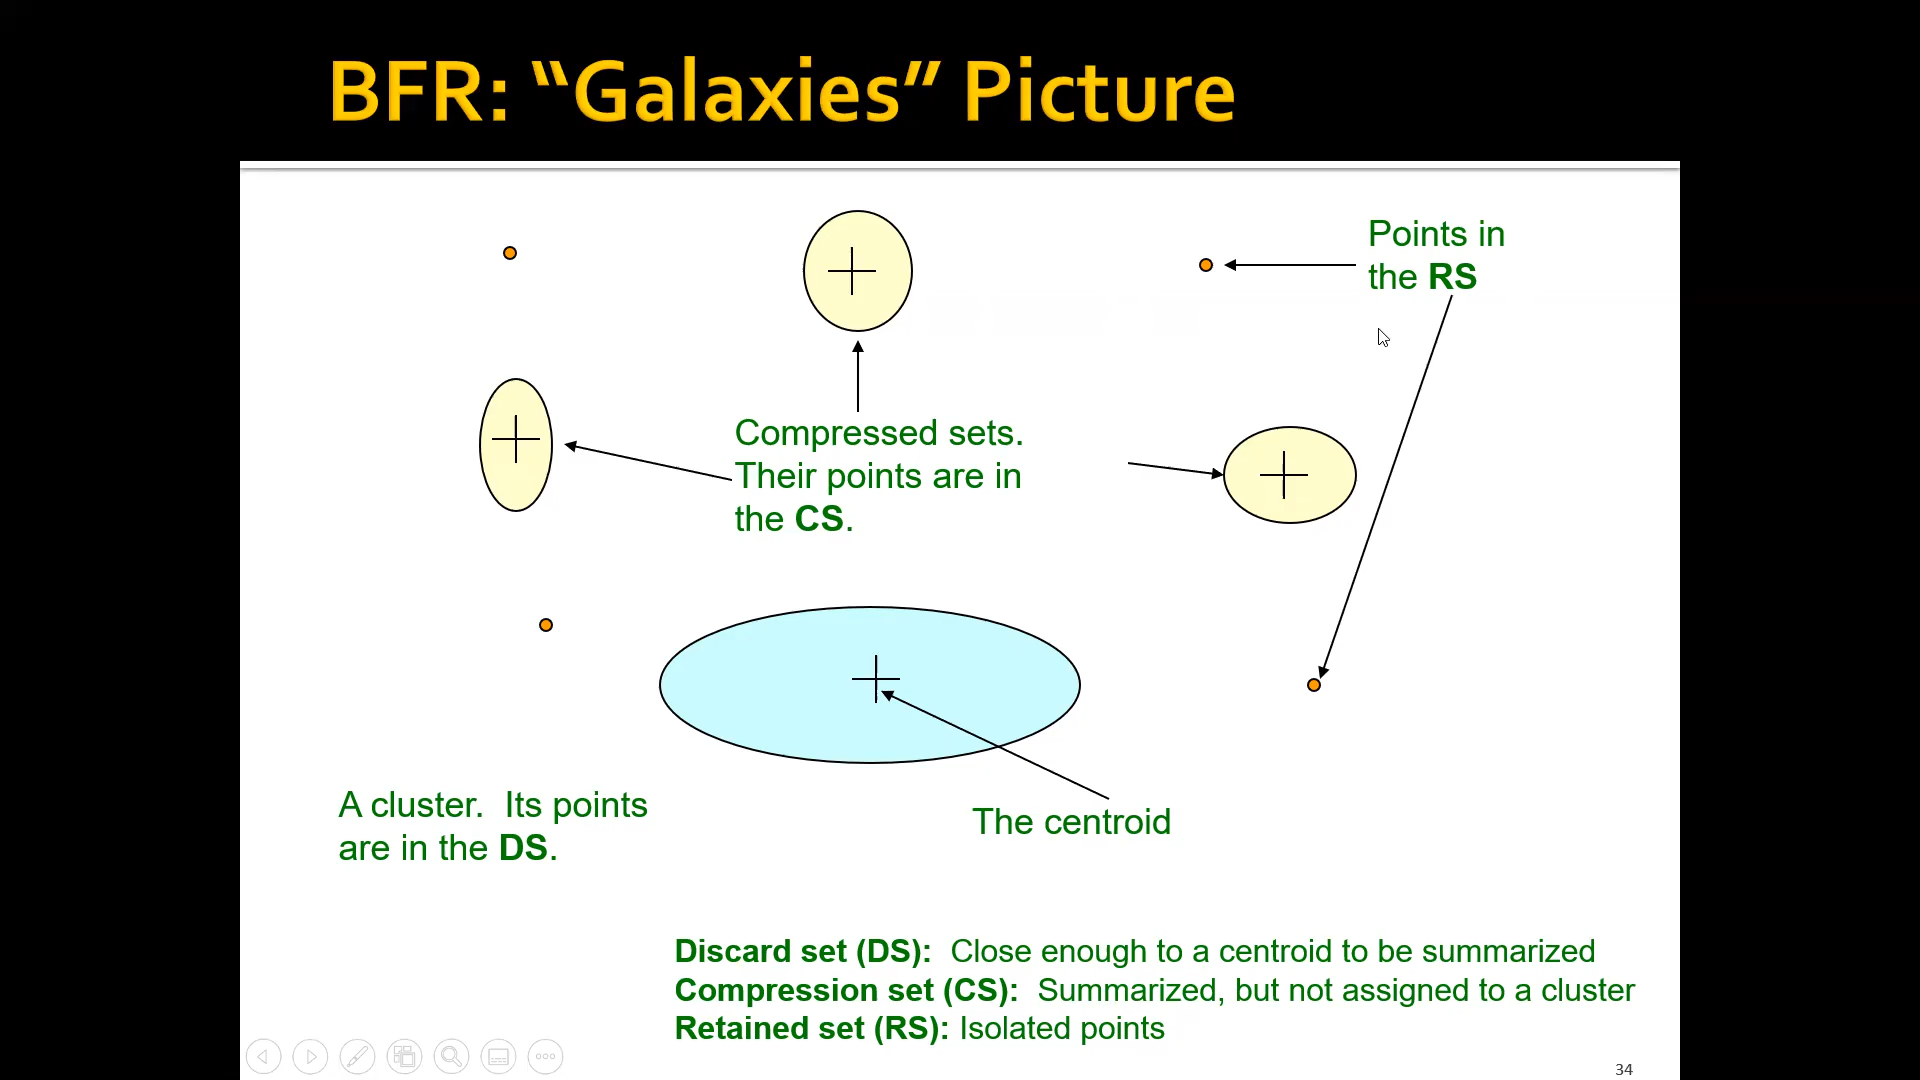 BFR: “Galaxies” Picture
Points in
the RS
Compressed sets.
Their points are in
the CS.
A cluster.  Its points
are in the DS.
The centroid
Discard set (DS):  Close enough to a centroid to be summarized
Compression set (CS):  Summarized, but not assigned to a cluster
Retained set (RS): Isolated points
34